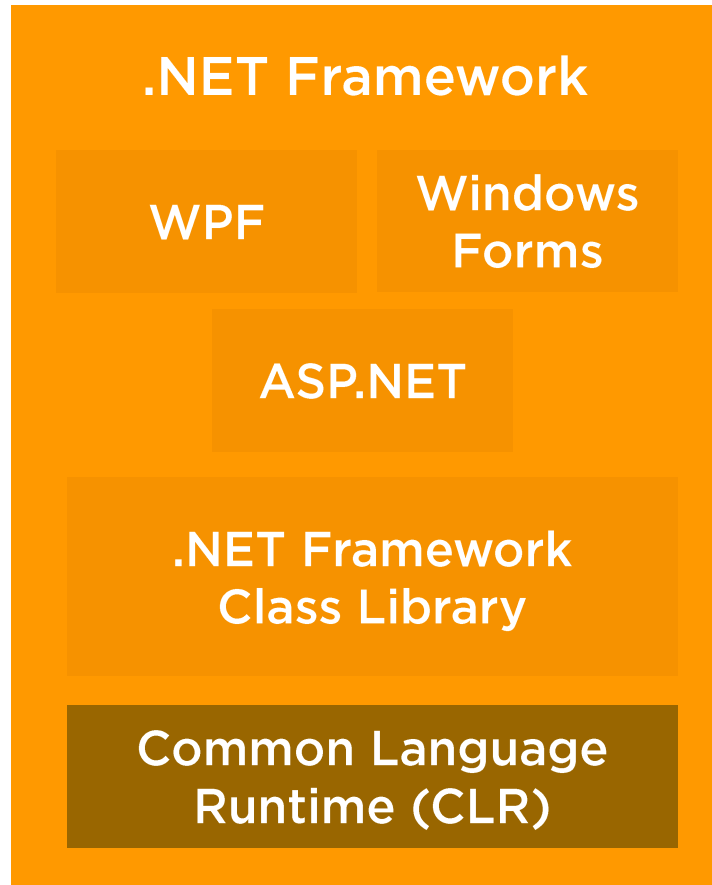 .NET Framework
WPF
Windows
Forms
ASP.NET
.NET Framework
Class Library
Common Language
Runtime (CLR)